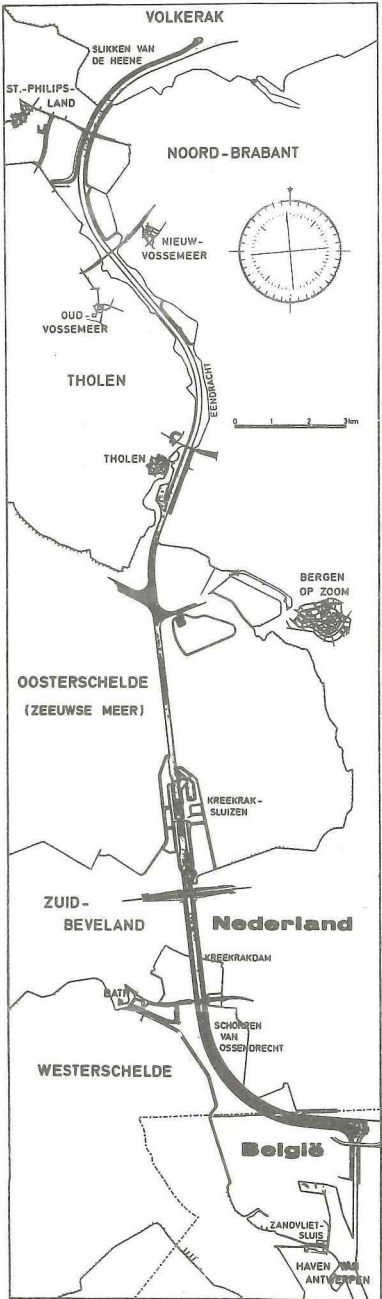 VOLKERAK
SLIKKEN VAN
DE HEENE
ST.-PHILIPS-
LAND
NOORD-BRABANT
NIEUW-
VOSSEMEER
OUD-
VOSSEMEER
THOLEN
EENDRACHT
0 1 2 3km
THOLEN
BERGEN
OP ZOOM
OOSTERSCHELDE
(ZEEUWSE MEER)
KREEKRAK-
SLUIZEN
ZUID-
BEVELAND
Nederland
KREEKRAKDAM
BATH
SCHORREN
VAN
OSSENDRECHT
WESTERSCHELDE
België
ZANDVLIET-
SLUIS
HAVEN VAN
ANTWERPEN